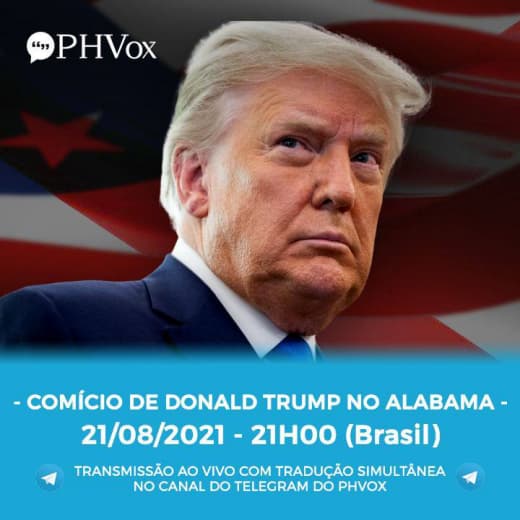 PHVox
- COMÍCIO DE DONALD TRUMP NO ALABAMA -
21/08/2021 - 21H00 (Brasil)
TRANSMISSÃO AO VIVO COM TRADUÇÃO SIMULTÂNEA
NO CANAL DO TELEGRAM DO PHVOX